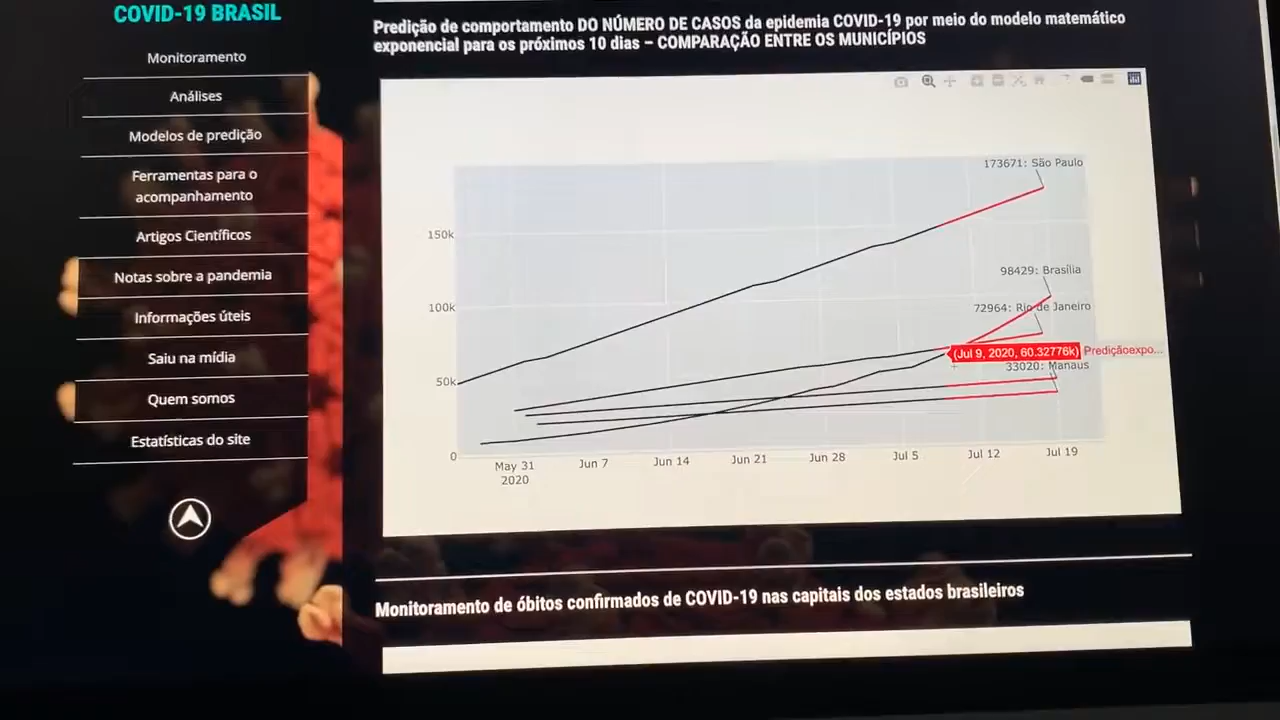 COVID-19 BRASIL
Monitoramento
Análises
Modelos de predição
Ferramentas para o
acompanhamento
Artigos Científicos
Notas sobre a pandemia
Informações úteis
Saiu na mídia
Quem somos
Estatísticas do site
Predição de comportamento DO NÚMERO DE CASOS da epidemia COVID-19 por meio do modelo matemático
exponencial para os próximos 10 dias – COMPARAÇÃO ENTRE OS MUNICÍPIOS
173671: São Paulo
150k
98429: Brasília
100k
72964: Rio de Janeiro
(Jul 9, 2020, 60.32776k)
Prediçãoexpo...
33020: Manaus
50k
0
May 31
2020
Jun 7
Jun 14
Jun 21
Jun 28
Jul 5
Jul 12
Jul 19
Monitoramento de óbitos confirmados de COVID-19 nas capitais dos estados brasileiros